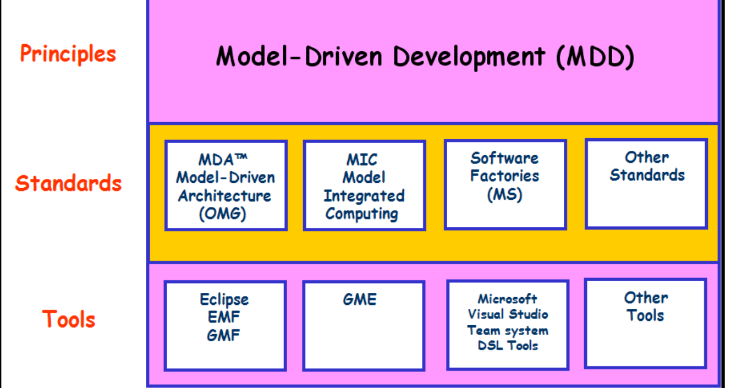 Principles
Model-Driven Development (MDD)
Standards
MDA™
Model-Driven
Architecture
(OMG)
MIC
Model
Integrated
Computing
Software
Factories
(MS)
Other
Standards
Tools
Eclipse
EMF
GMF
GME
Microsoft
Visual Studio
Team system
DSL Tools
Other
Tools